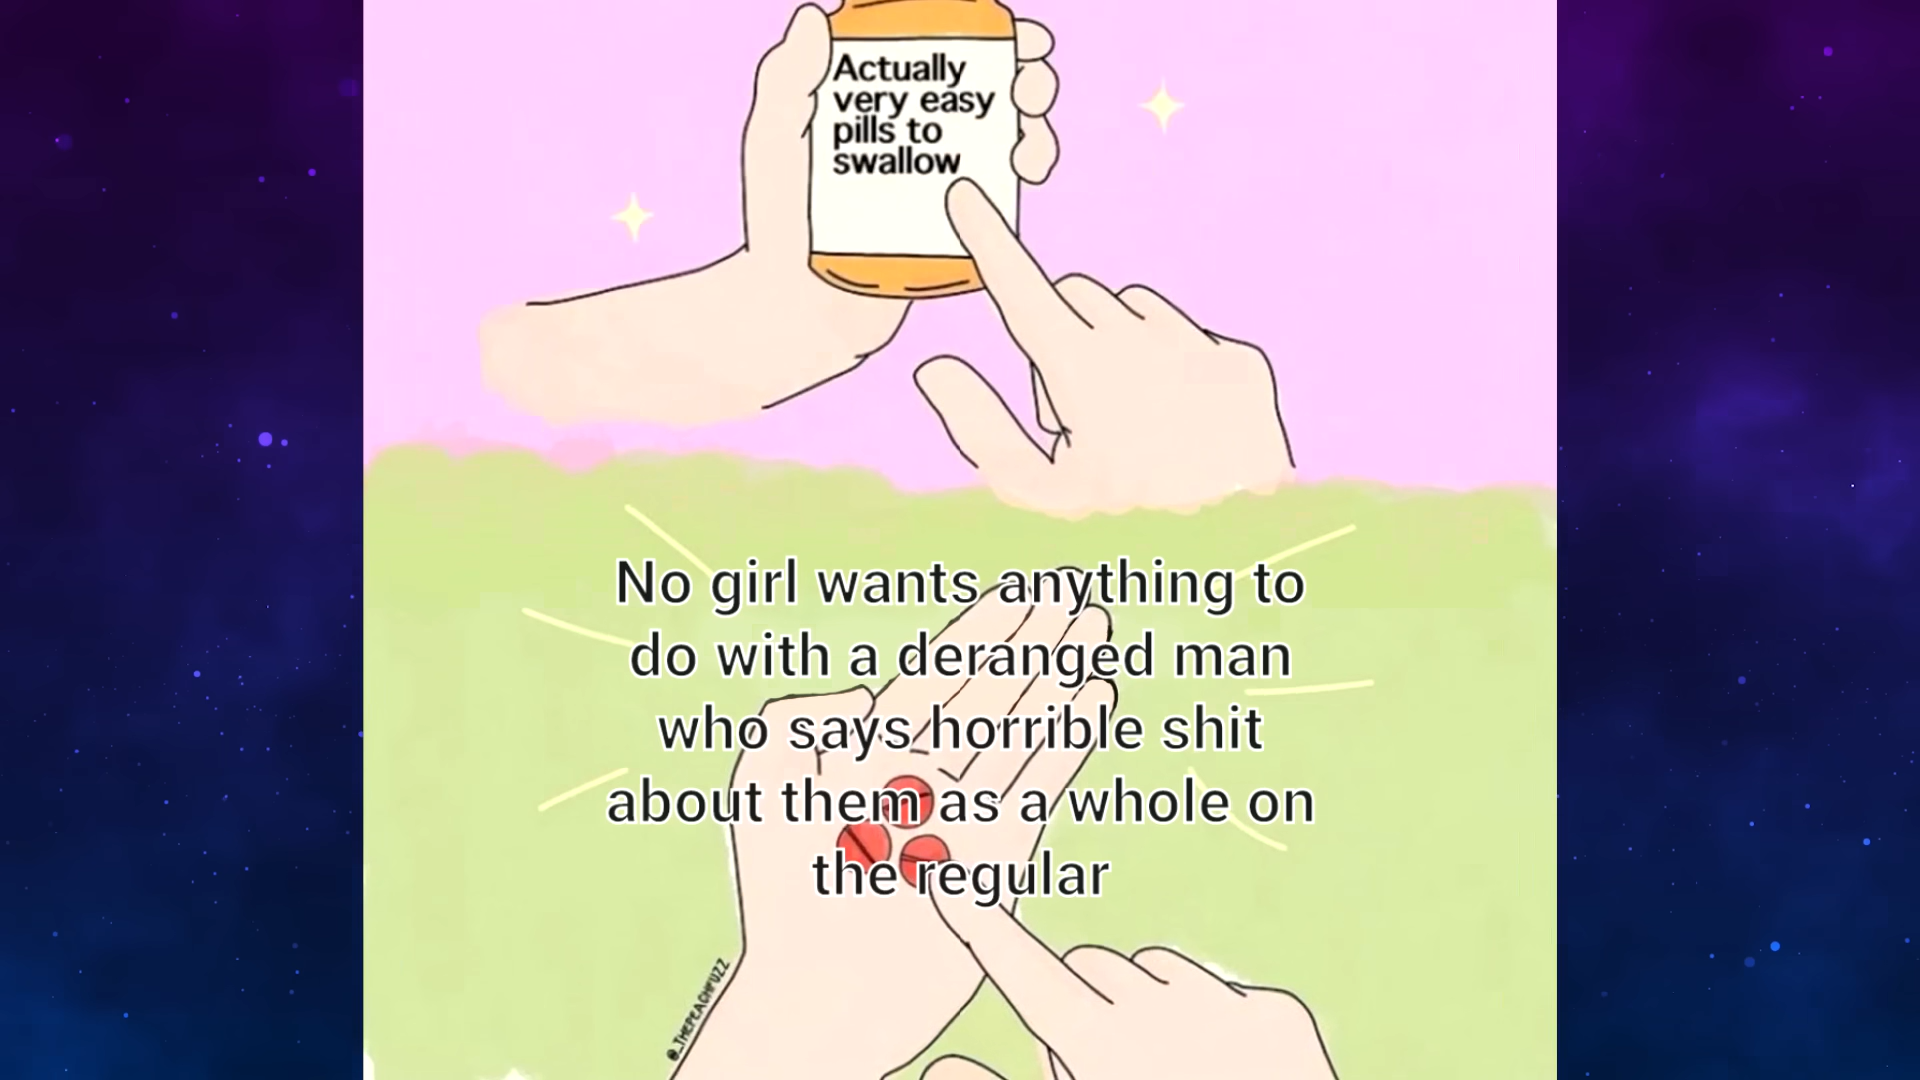 Actually
very easy
pills to
swallow
No girl wants anything to
do with a deranged man
who says horrible shit
about them as a whole on
the regular
@_THEPEACHFUZZ